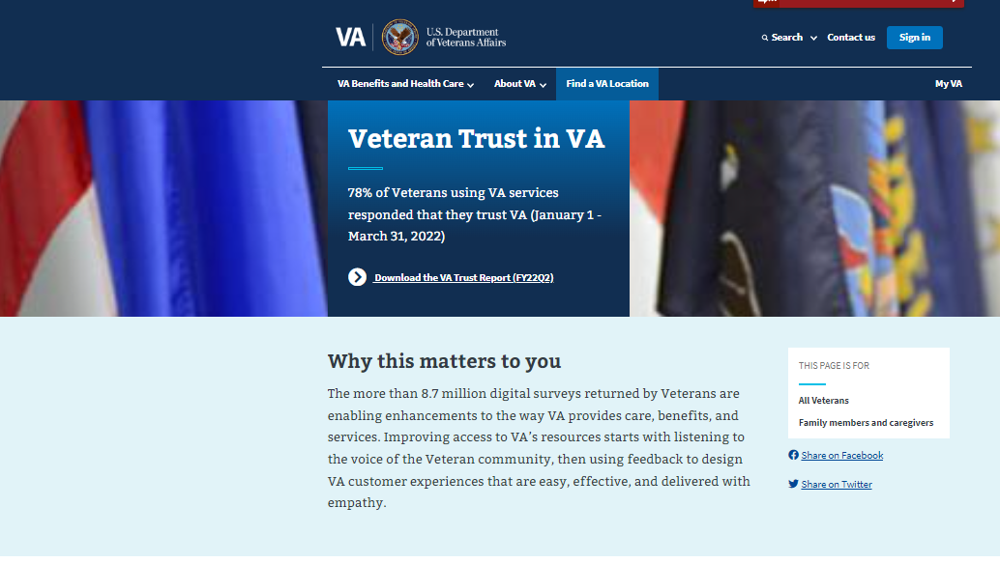 VA
U.S. Department
of Veterans Affairs
Search
Contact us
Sign in
VA Benefits and Health Care
About VA
Find a VA Location
My VA
Veteran Trust in VA
78% of Veterans using VA services
responded that they trust VA (January 1 -
March 31, 2022)
Download the VA Trust Report (FY22Q2)
Why this matters to you
The more than 8.7 million digital surveys returned by Veterans are
enabling enhancements to the way VA provides care, benefits, and
services. Improving access to VA’s resources starts with listening to
the voice of the Veteran community, then using feedback to design
VA customer experiences that are easy, effective, and delivered with
empathy.
THIS PAGE IS FOR
All Veterans
Family members and caregivers
Share on Facebook
Share on Twitter